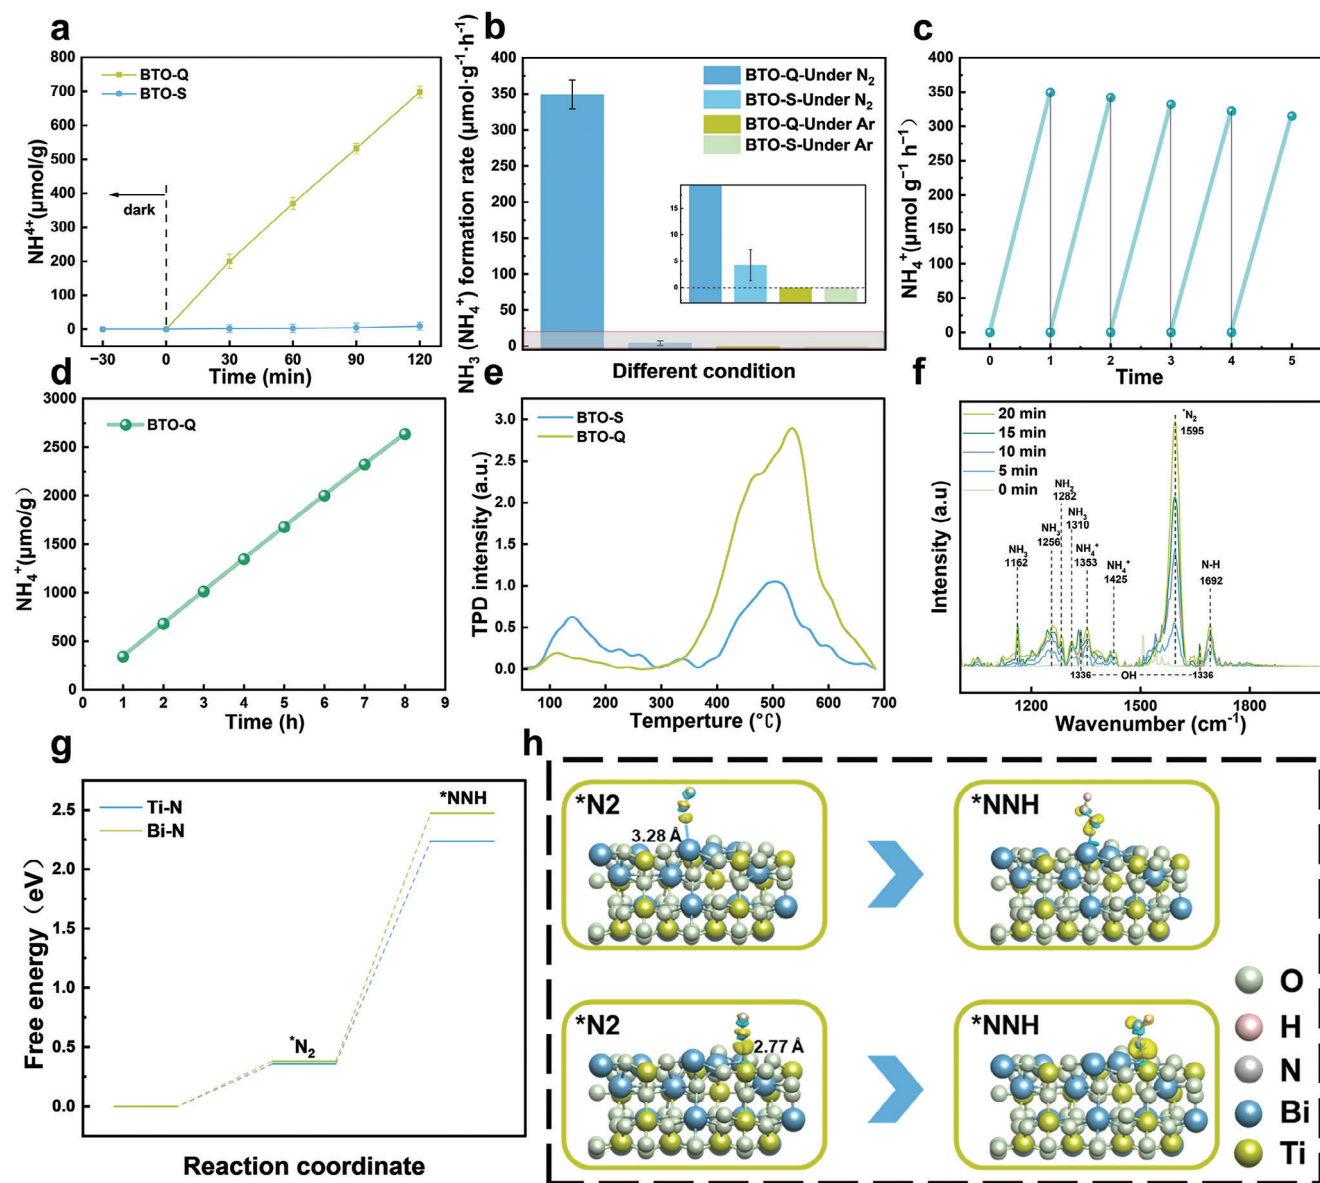 a
800
700
600
500
400
300
200
100
0
NH⁴⁺(μmol/g)
BTO-Q
BTO-S
dark
−30 0 30 60 90 120
Time (min)
b
400
350
300
250
200
150
100
50
0
NH₃ (NH₄⁺) formation rate (μmol·g⁻¹·h⁻¹)
BTO-Q-Under N₂
BTO-S-Under N₂
BTO-Q-Under Ar
BTO-S-Under Ar
15
10
5
0
Different condition
c
400
350
300
250
200
150
100
50
0
NH₄⁺(μmol g⁻¹ h⁻¹)
0 1 2 3 4 5
Time
d
3000
2500
2000
1500
1000
500
0
NH₄⁺(μmo/g)
BTO-Q
0 1 2 3 4 5 6 7 8 9
Time (h)
e
3.0
2.5
2.0
1.5
1.0
0.5
0.0
TPD intensity (a.u.)
BTO-S
BTO-Q
100 200 300 400 500 600 700
Temperture (°C)
f
Intensity (a.u)
20 min
15 min
10 min
5 min
0 min
*N₂
1595
NH₂
1282
NH₃
1310
NH₃
1256
NH₄⁺
1353
NH₃
1162
NH₄⁺
1425
N-H
1692
1336 OH 1336
1200 1500 1800
Wavenumber (cm⁻¹)
g
2.5
2.0
1.5
1.0
0.5
0.0
Free energy (eV)
Ti-N
Bi-N
*NNH
*N₂
Reaction coordinate
h
*N2
3.28 Å
*NNH
*N2
2.77 Å
*NNH
O
H
N
Bi
Ti